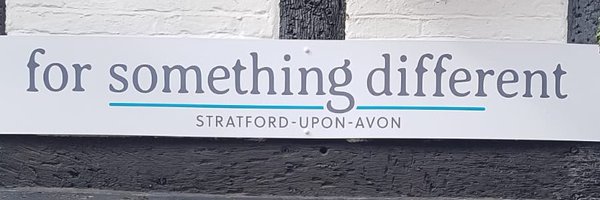 for something different
STRATFORD-UPON-AVON